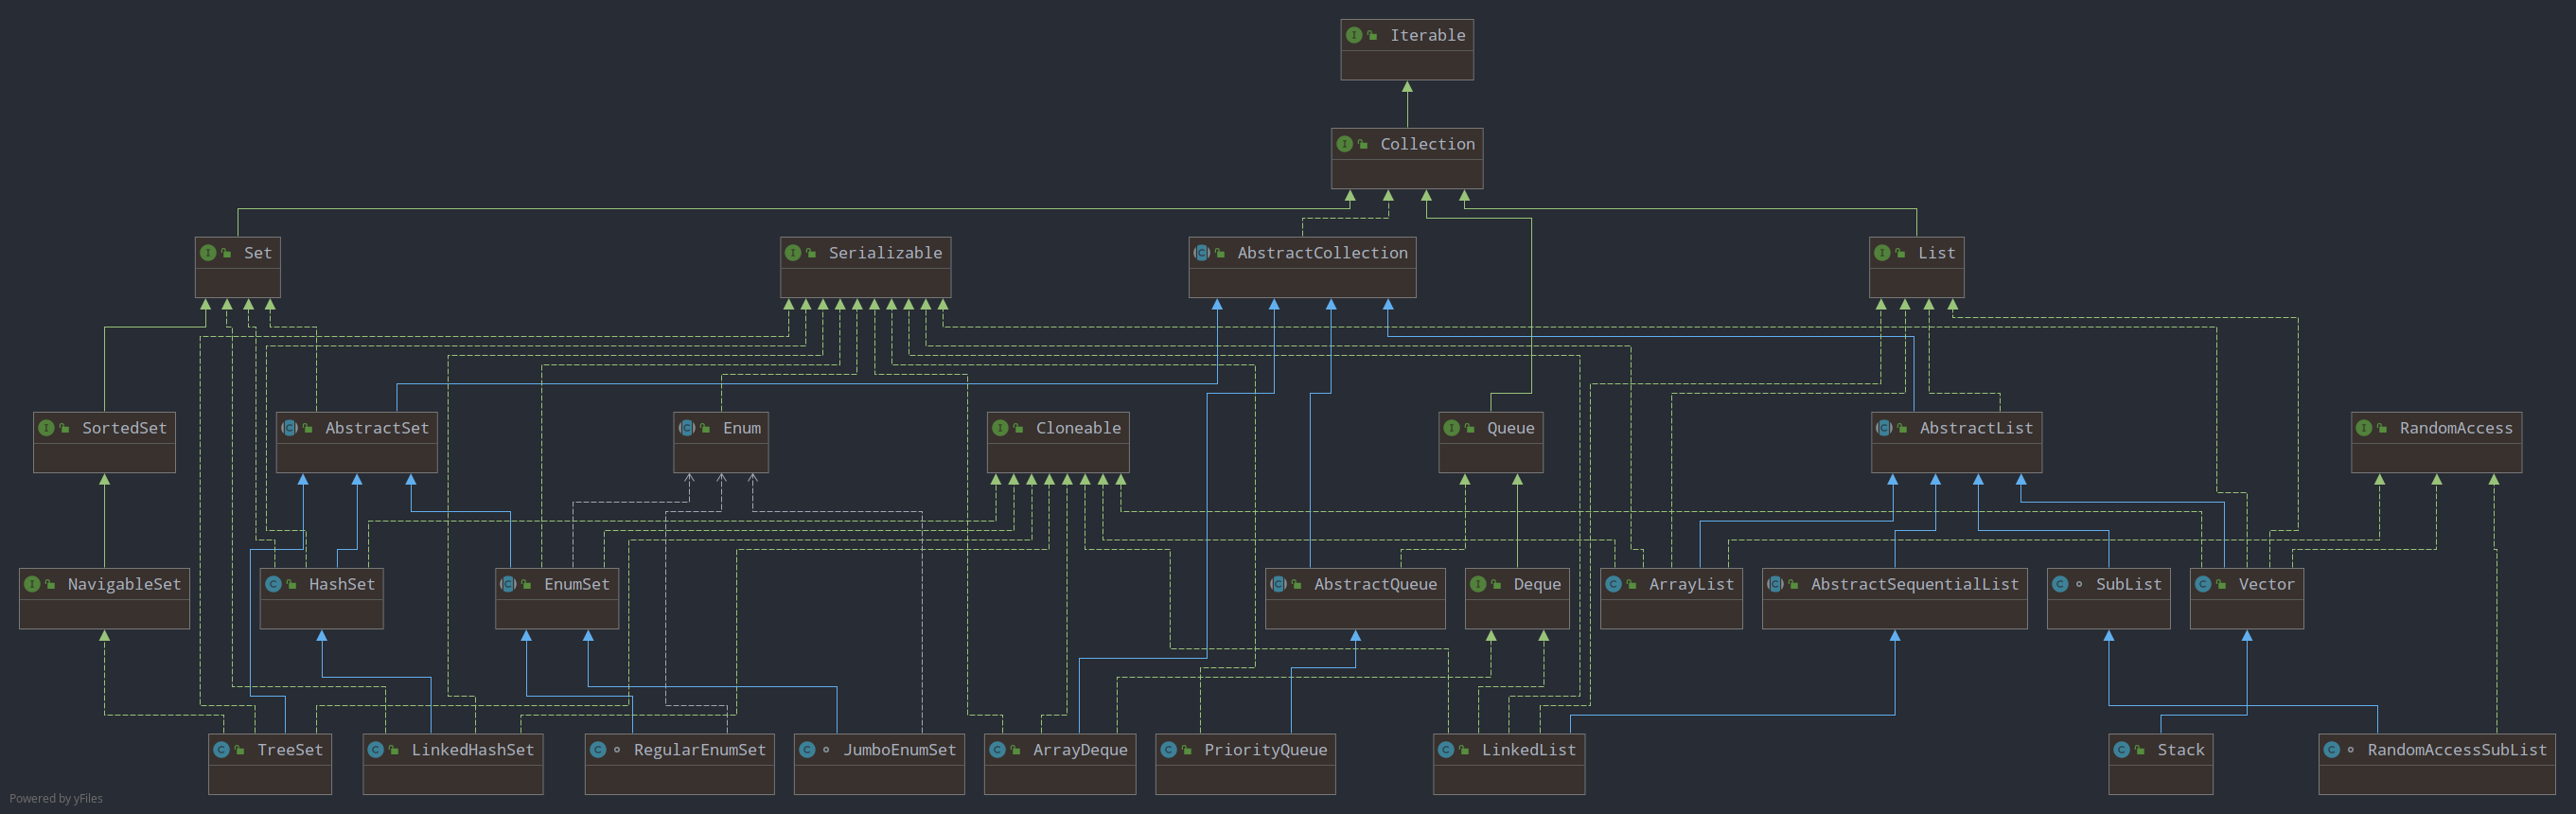 Iterable
Collection
Set
Serializable
AbstractCollection
List
SortedSet
AbstractSet
Enum
Cloneable
Queue
AbstractList
RandomAccess
NavigableSet
HashSet
EnumSet
AbstractQueue
Deque
ArrayList
AbstractSequentialList
SubList
Vector
TreeSet
LinkedHashSet
RegularEnumSet
JumboEnumSet
ArrayDeque
PriorityQueue
LinkedList
Stack
RandomAccessSubList
Powered by yFiles